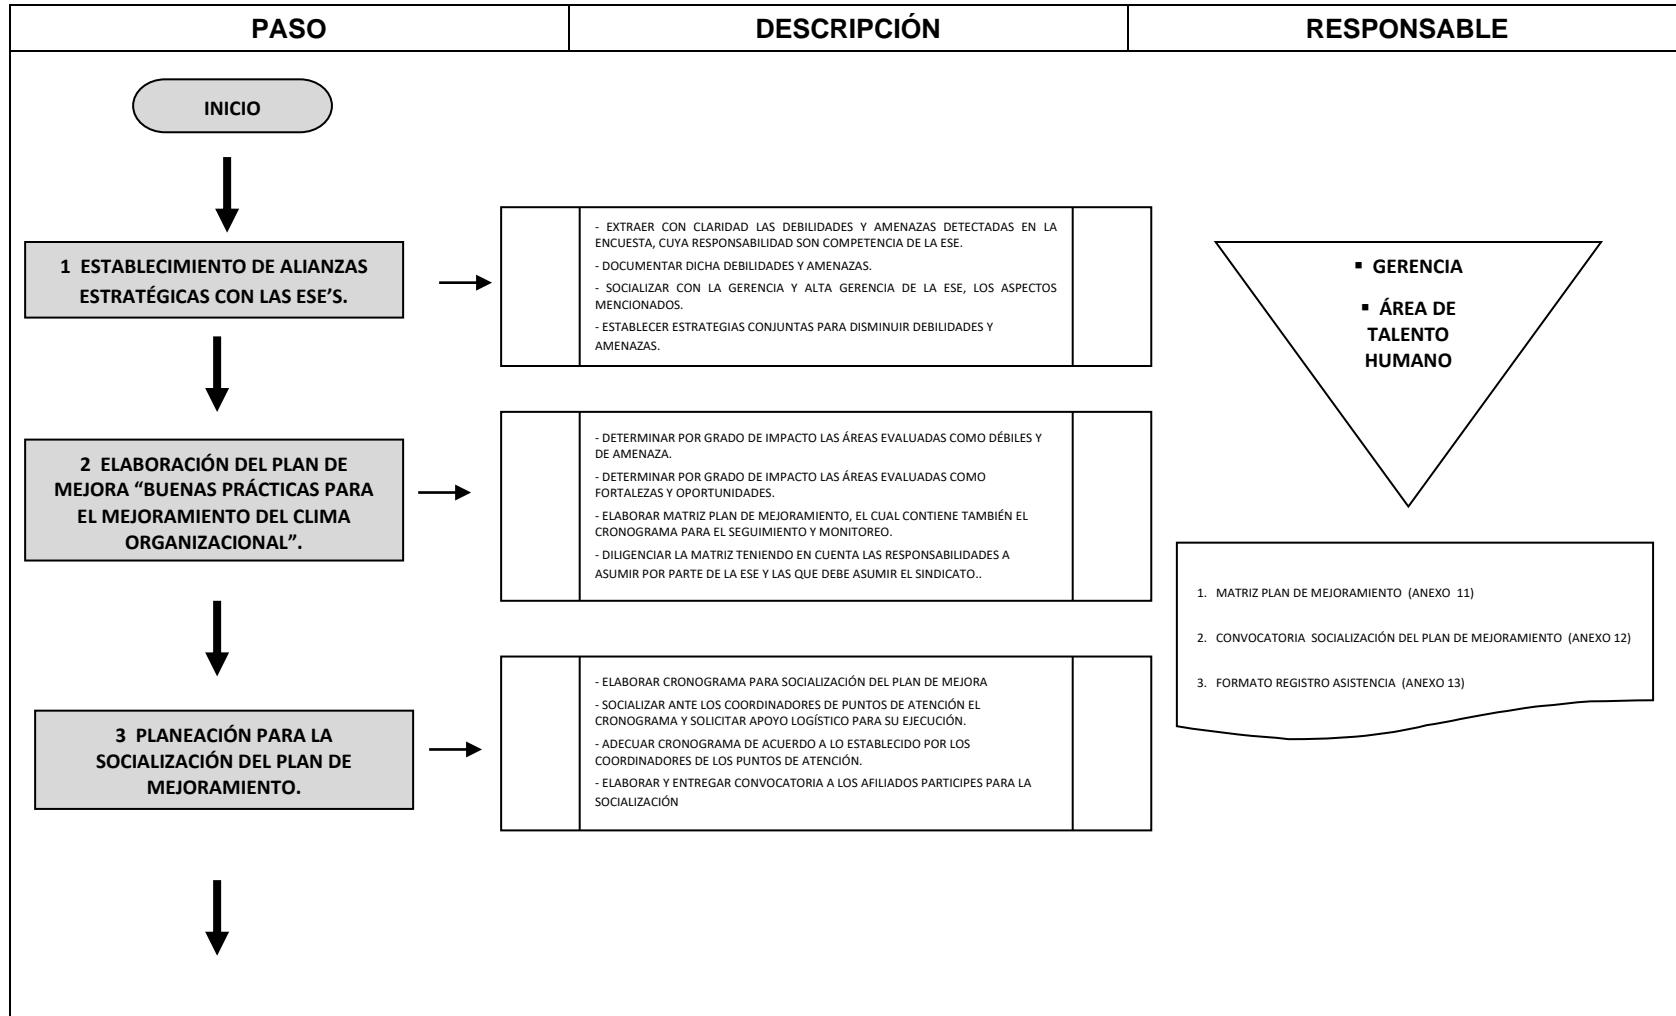 PASO
DESCRIPCIÓN
RESPONSABLE
INICIO
1 ESTABLECIMIENTO DE ALIANZAS
ESTRATÉGICAS CON LAS ESE'S.
- EXTRAER CON CLARIDAD LAS DEBILIDADES Y AMENAZAS DETECTADAS EN LA
ENCUESTA, CUYA RESPONSABILIDAD SON COMPETENCIA DE LA ESE.
- DOCUMENTAR DICHA DEBILIDADES Y AMENAZAS.
- SOCIALIZAR CON LA GERENCIA Y ALTA GERENCIA DE LA ESE, LOS ASPECTOS
MENCIONADOS.
- ESTABLECER ESTRATEGIAS CONJUNTAS PARA DISMINUIR DEBILIDADES Y
AMENAZAS.
▪ GERENCIA
▪ ÁREA DE
TALENTO
HUMANO
2 ELABORACIÓN DEL PLAN DE
MEJORA “BUENAS PRÁCTICAS PARA
EL MEJORAMIENTO DEL CLIMA
ORGANIZACIONAL”.
- DETERMINAR POR GRADO DE IMPACTO LAS ÁREAS EVALUADAS COMO DÉBILES Y
DE AMENAZA.
- DETERMINAR POR GRADO DE IMPACTO LAS ÁREAS EVALUADAS COMO
FORTALEZAS Y OPORTUNIDADES.
- ELABORAR MATRIZ PLAN DE MEJORAMIENTO, EL CUAL CONTIENE TAMBIÉN EL
CRONOGRAMA PARA EL SEGUIMIENTO Y MONITOREO.
- DILIGENCIAR LA MATRIZ TENIENDO EN CUENTA LAS RESPONSABILIDADES A
ASUMIR POR PARTE DE LA ESE Y LAS QUE DEBE ASUMIR EL SINDICATO..
1. MATRIZ PLAN DE MEJORAMIENTO (ANEXO 11)
2. CONVOCATORIA SOCIALIZACIÓN DEL PLAN DE MEJORAMIENTO (ANEXO 12)
3. FORMATO REGISTRO ASISTENCIA (ANEXO 13)
3 PLANEACIÓN PARA LA
SOCIALIZACIÓN DEL PLAN DE
MEJORAMIENTO.
- ELABORAR CRONOGRAMA PARA SOCIALIZACIÓN DEL PLAN DE MEJORA
- SOCIALIZAR ANTE LOS COORDINADORES DE PUNTOS DE ATENCIÓN EL
CRONOGRAMA Y SOLICITAR APOYO LOGÍSTICO PARA SU EJECUCIÓN.
- ADECUAR CRONOGRAMA DE ACUERDO A LO ESTABLECIDO POR LOS
COORDINADORES DE LOS PUNTOS DE ATENCIÓN.
- ELABORAR Y ENTREGAR CONVOCATORIA A LOS AFILIADOS PARTICIPES PARA LA
SOCIALIZACIÓN